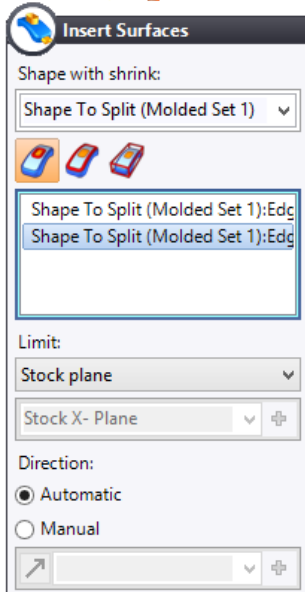 Insert Surfaces
Shape with shrink:
Shape To Split (Molded Set 1)
Shape To Split (Molded Set 1):Edg
Shape To Split (Molded Set 1):Edg
Limit:
Stock plane
Stock X- Plane
Direction:
Automatic
Manual